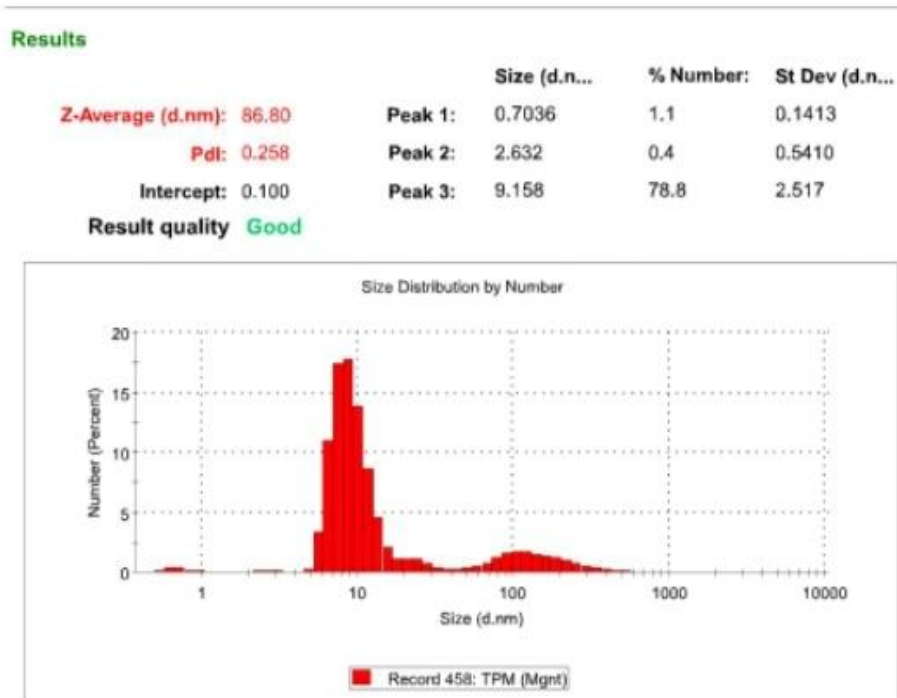 Results
Size (d.n... % Number: St Dev (d.n...
Z-Average (d.nm): 86.80 Peak 1: 0.7036 1.1 0.1413
PdI: 0.258 Peak 2: 2.632 0.4 0.5410
Intercept: 0.100 Peak 3: 9.158 78.8 2.517
Result quality Good
Size Distribution by Number
20
15
10
5
0
Number (Percent)
1 10 100 1000 10000
Size (d.nm)
Record 458: TPM (Mgnt)